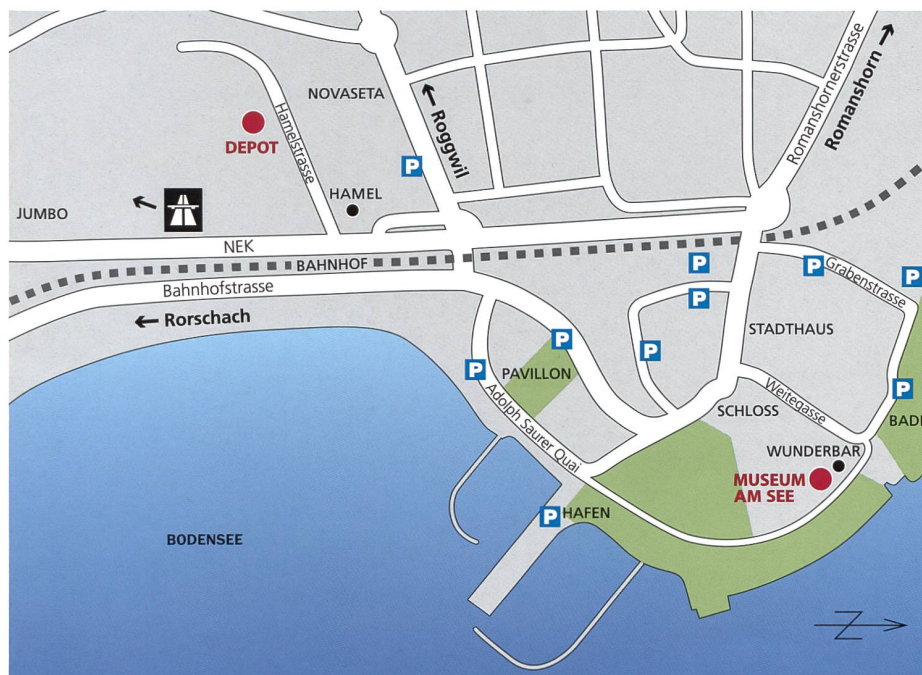 NOVASETA
Hamelstrasse
DEPOT
P
Roggwil
Romanshornerstrasse
Romanshorn
HAMEL
JUMBO
NEK
BAHNHOF
Bahnhofstrasse
Rorschach
P
P
P
Grabenstrasse
P
P
P
P
STADTHAUS
PAVILLON
P
P
Adolph Saurer Quai
SCHLOSS
Weitegasse
WUNDERBAR
MUSEUM
AM SEE
P
HAFEN
BODENSEE
N